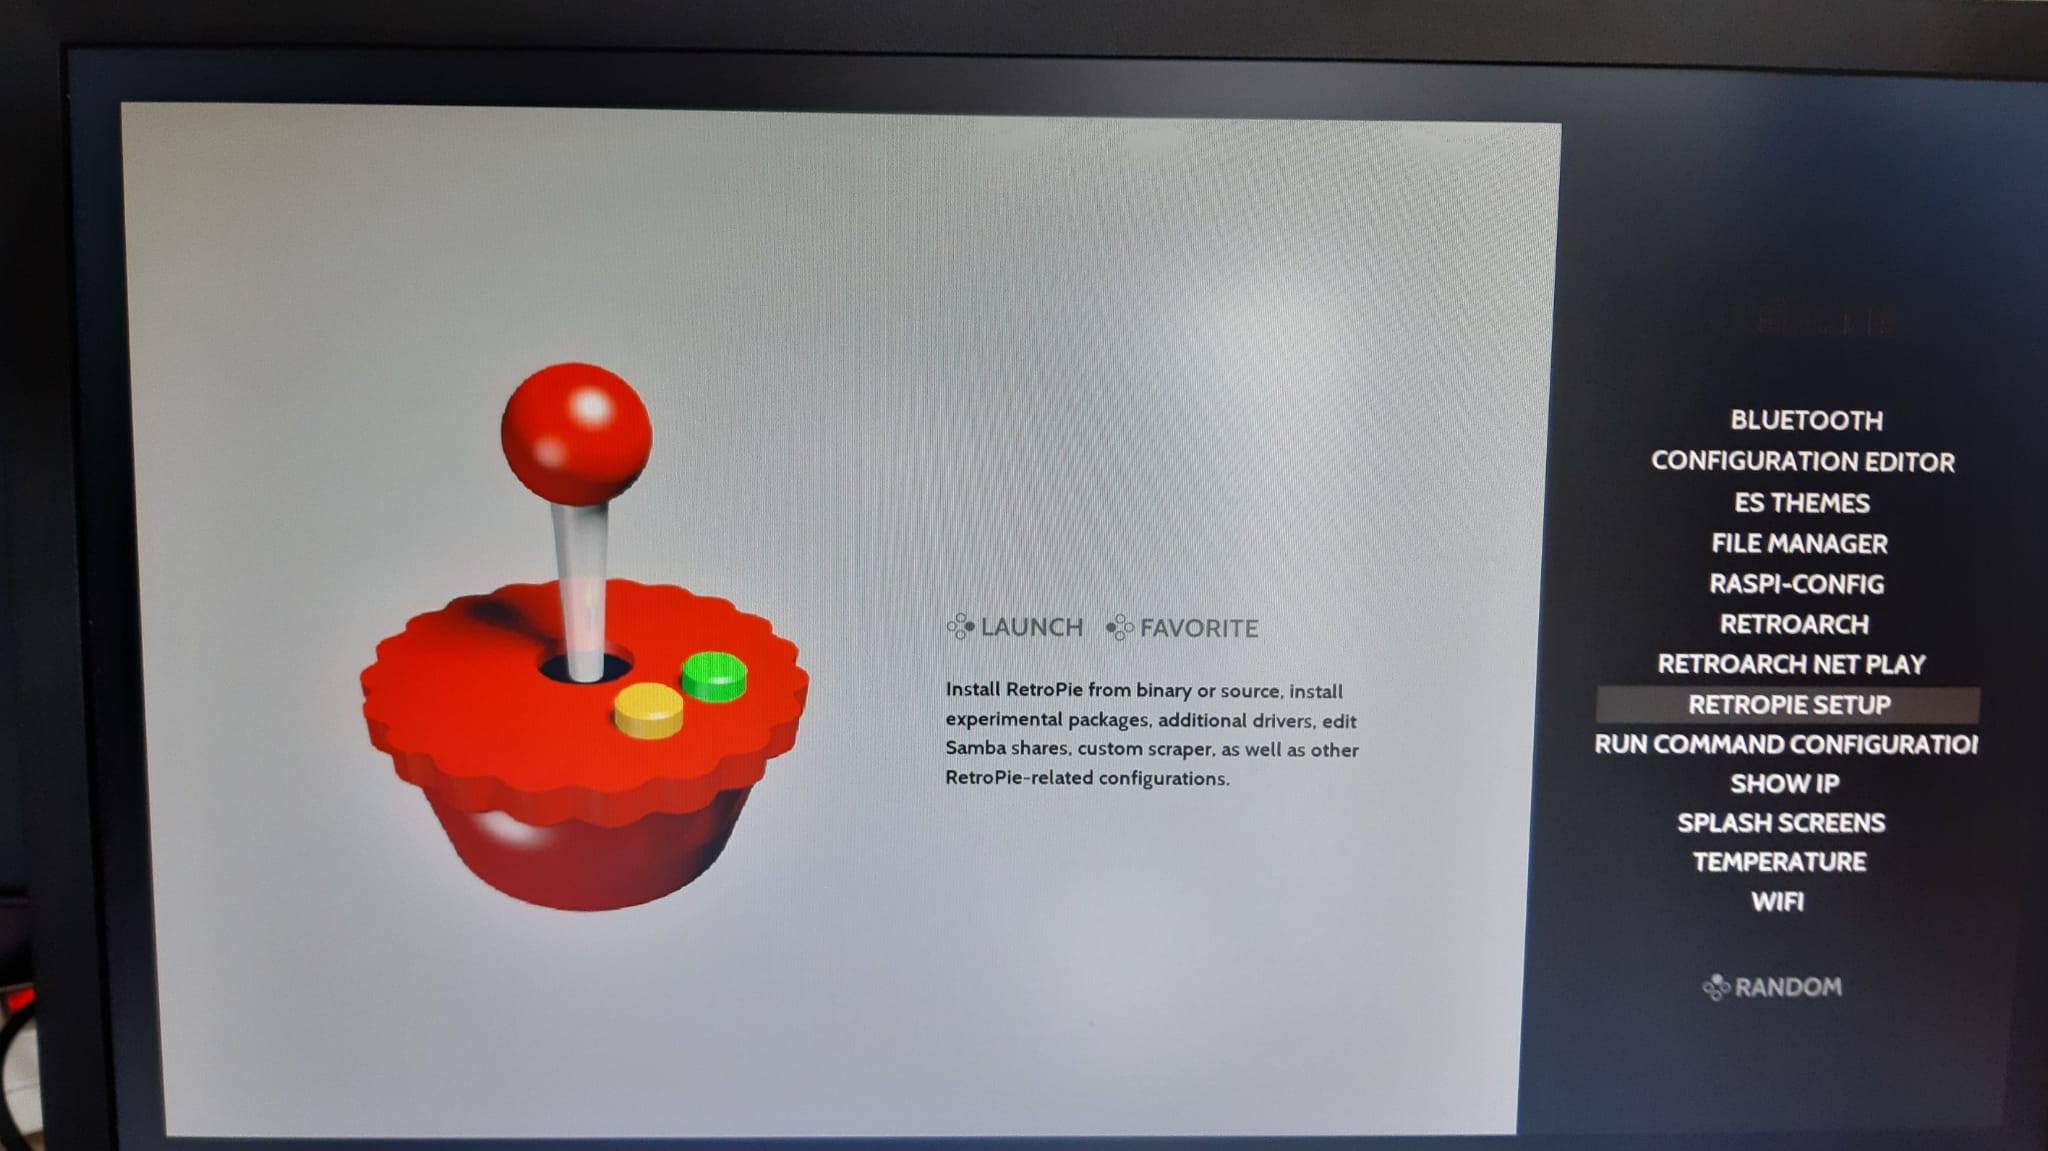 LAUNCH FAVORITE
Install RetroPie from binary or source, install
experimental packages, additional drivers, edit
Samba shares, custom scraper, as well as other
RetroPie-related configurations.
BLUETOOTH
CONFIGURATION EDITOR
ES THEMES
FILE MANAGER
RASPI-CONFIG
RETROARCH
RETROARCH NET PLAY
RETROPIE SETUP
RUN COMMAND CONFIGURATIO
SHOW IP
SPLASH SCREENS
TEMPERATURE
WIFI
RANDOM